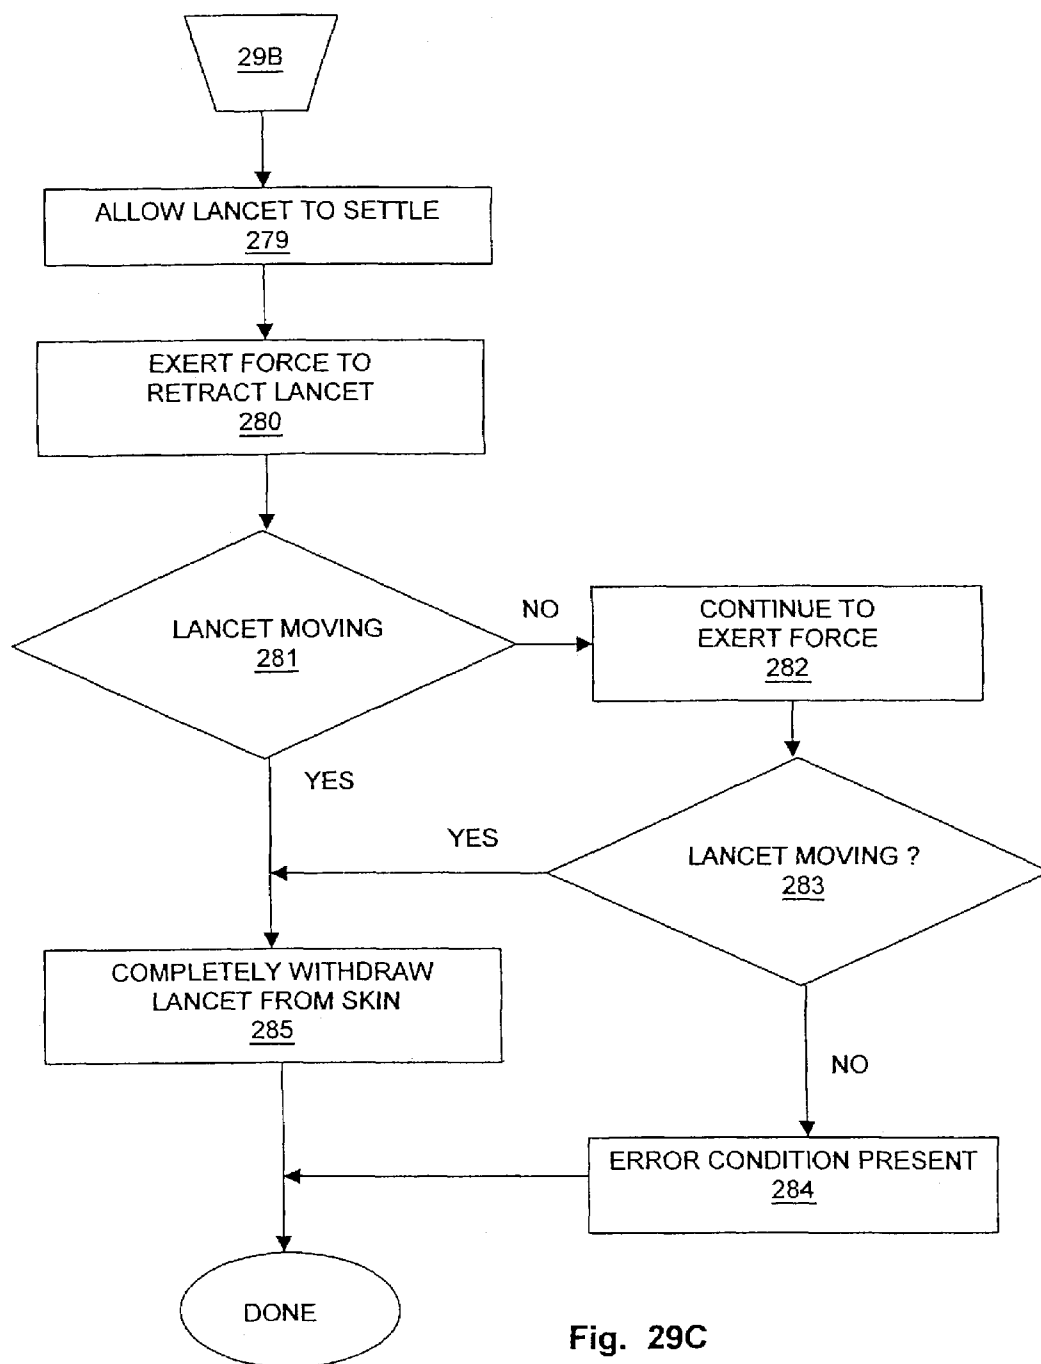 29B
ALLOW LANCET TO SETTLE
279
EXERT FORCE TO
RETRACT LANCET
280
LANCET MOVING
281
NO
CONTINUE TO
EXERT FORCE
282
YES
YES
LANCET MOVING ?
283
COMPLETELY WITHDRAW
LANCET FROM SKIN
285
NO
ERROR CONDITION PRESENT
284
DONE
Fig. 29C